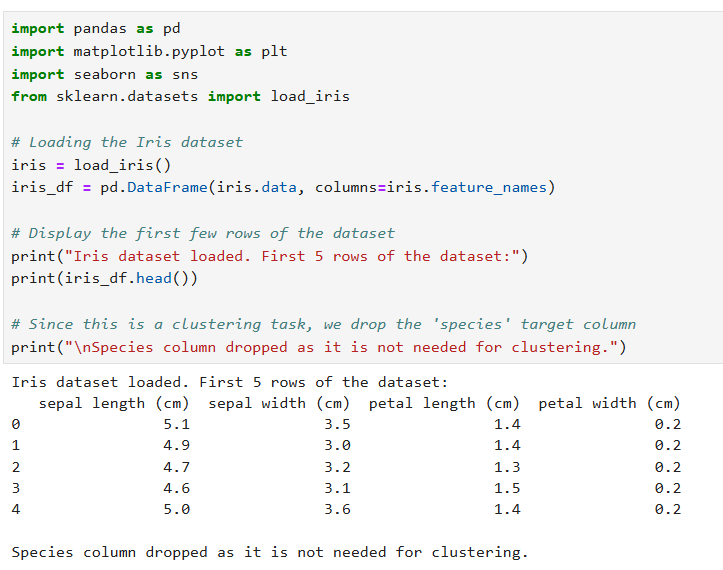 import pandas as pd
import matplotlib.pyplot as plt
import seaborn as sns
from sklearn.datasets import load_iris

# Loading the Iris dataset
iris = load_iris()
iris_df = pd.DataFrame(iris.data, columns=iris.feature_names)

# Display the first few rows of the dataset
print("Iris dataset loaded. First 5 rows of the dataset:")
print(iris_df.head())

# Since this is a clustering task, we drop the 'species' target column
print("\nSpecies column dropped as it is not needed for clustering.")
Iris dataset loaded. First 5 rows of the dataset:
   sepal length (cm)  sepal width (cm)  petal length (cm)  petal width (cm)
0                5.1               3.5                1.4               0.2
1                4.9               3.0                1.4               0.2
2                4.7               3.2                1.3               0.2
3                4.6               3.1                1.5               0.2
4                5.0               3.6                1.4               0.2

Species column dropped as it is not needed for clustering.